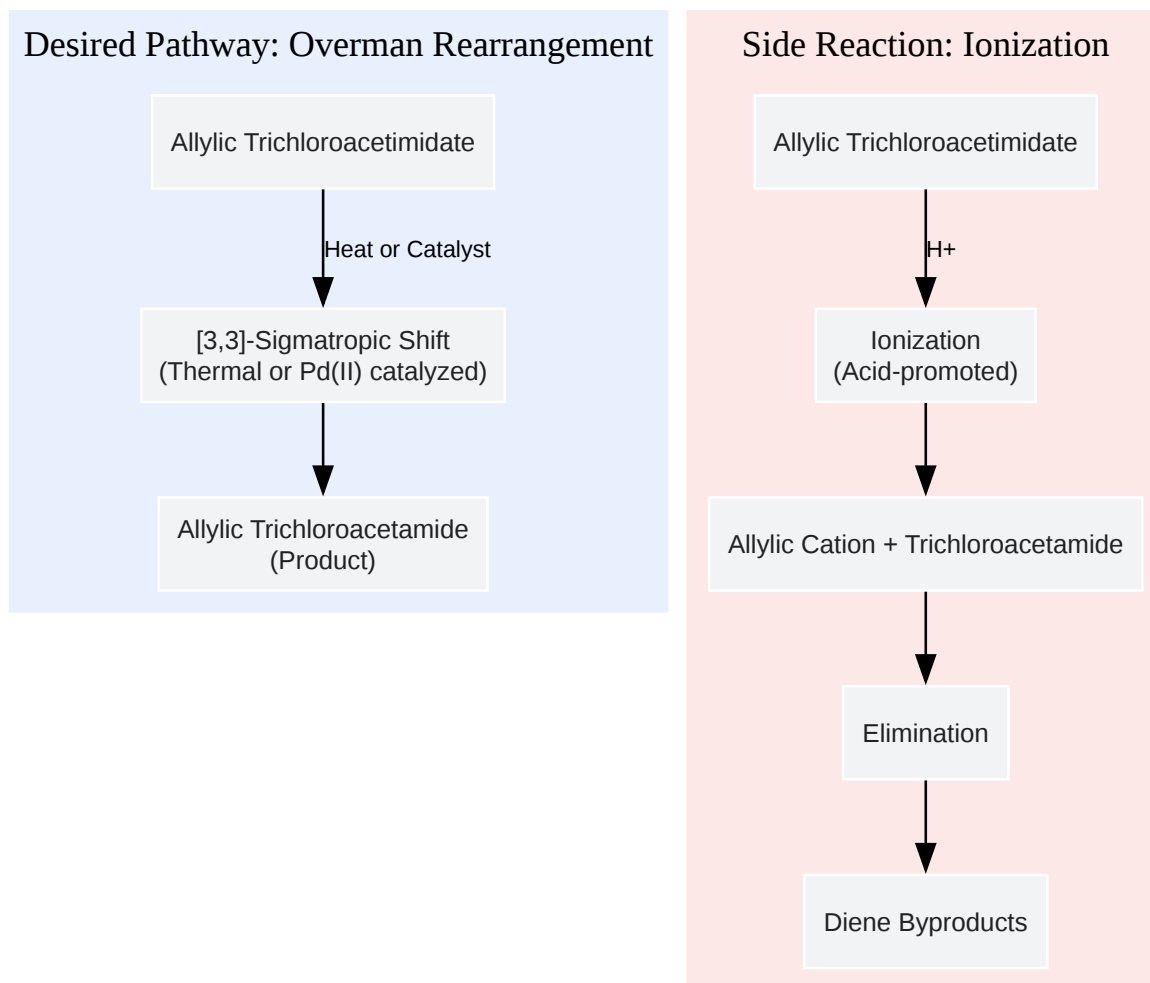 Desired Pathway: Overman Rearrangement
Allylic Trichloroacetimidate
Heat or Catalyst
[3,3]-Sigmatropic Shift
(Thermal or Pd(II) catalyzed)
Allylic Trichloroacetamide
(Product)
Side Reaction: Ionization
Allylic Trichloroacetimidate
H+
Ionization
(Acid-promoted)
Allylic Cation + Trichloroacetamide
Elimination
Diene Byproducts